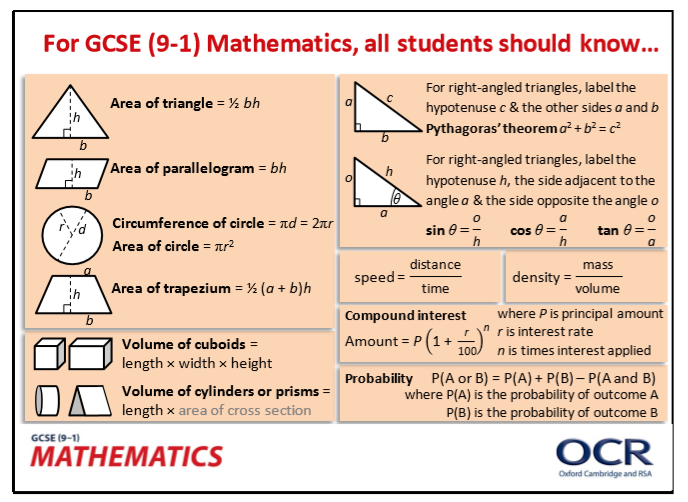 For GCSE (9-1) Mathematics, all students should know…
h
b
Area of triangle = ½ bh
h
b
Area of parallelogram = bh
r d
Circumference of circle = πd = 2πr
Area of circle = πr²
a
h
b
Area of trapezium = ½ (a + b)h
Volume of cuboids =
length × width × height
Volume of cylinders or prisms =
length × area of cross section
a
c
b
For right-angled triangles, label the
hypotenuse c & the other sides a and b
Pythagoras' theorem a² + b² = c²
o
h
θ
a
For right-angled triangles, label the
hypotenuse h, the side adjacent to the
angle a & the side opposite the angle o
sin θ = o/h cos θ = a/h tan θ = o/a
speed = distance/time
density = mass/volume
Compound interest
Amount = P (1 + r/100)ⁿ
where P is principal amount
r is interest rate
n is times interest applied
Probability P(A or B) = P(A) + P(B) – P(A and B)
where P(A) is the probability of outcome A
P(B) is the probability of outcome B
GCSE (9–1)
MATHEMATICS
OCR
Oxford Cambridge and RSA